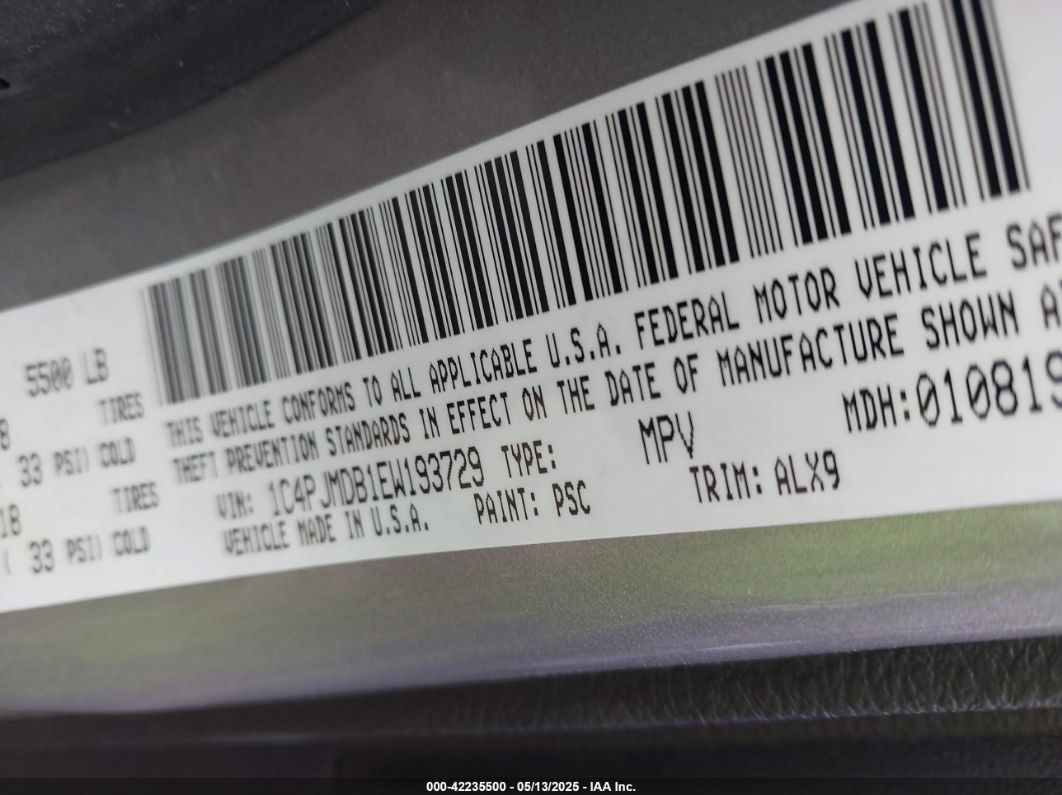 5500 LB
THIS VEHICLE CONFORMS TO ALL APPLICABLE U.S.A. FEDERAL MOTOR VEHICLE SAF
THEFT PREVENTION STANDARDS IN EFFECT ON THE DATE OF MANUFACTURE SHOWN A
TIRES
33 PSI) COLD
VIN: 1C4PJMDB1EW193729 TYPE: MPV MDH:010819
TIRES
18
VEHICLE MADE IN U.S.A. PAINT: PSC TRIM: ALX9
( 33 PSI) COLD
000-42235500 - 05/13/2025 - IAA Inc.